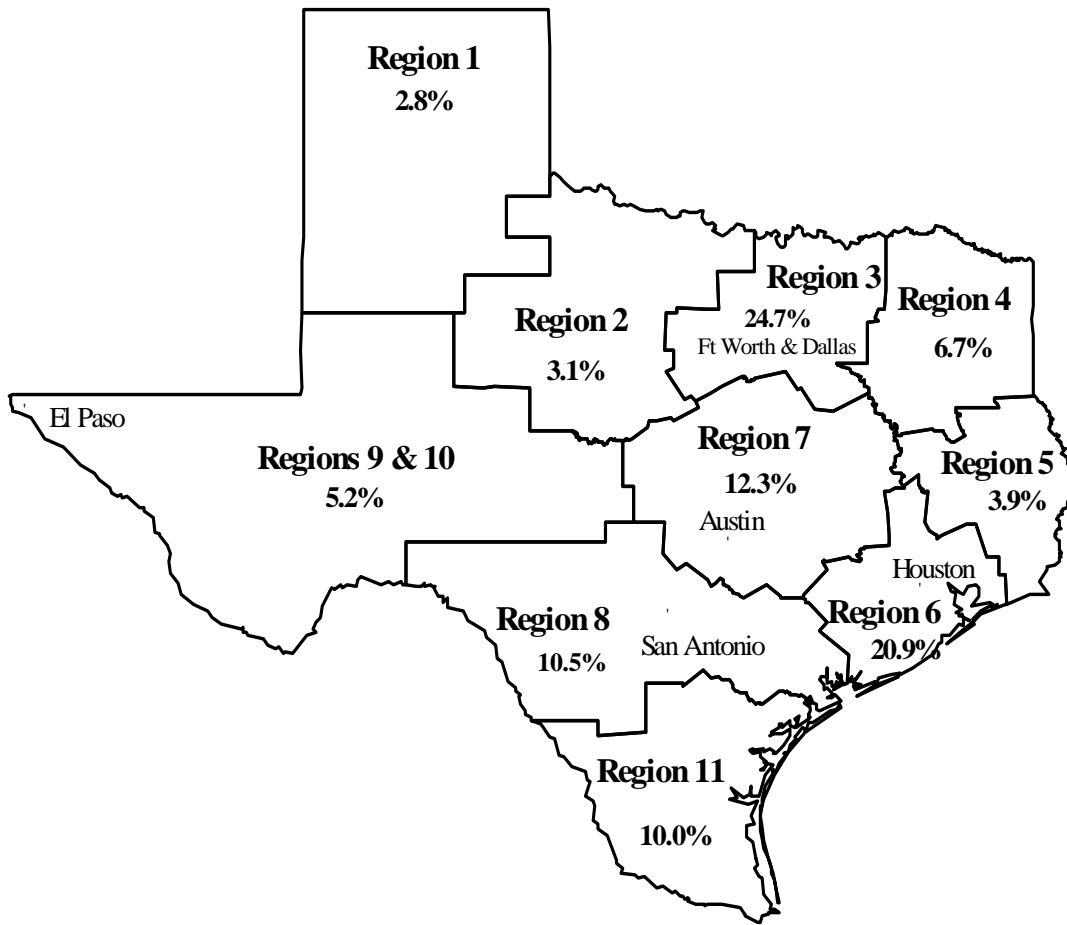 Region 1
2.8%
Region 3
24.7%
Ft Worth & Dallas
Region 4
6.7%
Region 2
3.1%
El Paso
Regions 9 & 10
5.2%
Region 7
12.3%
Austin
Region 5
3.9%
Houston
Region 6
20.9%
Region 8
10.5%
San Antonio
Region 11
10.0%